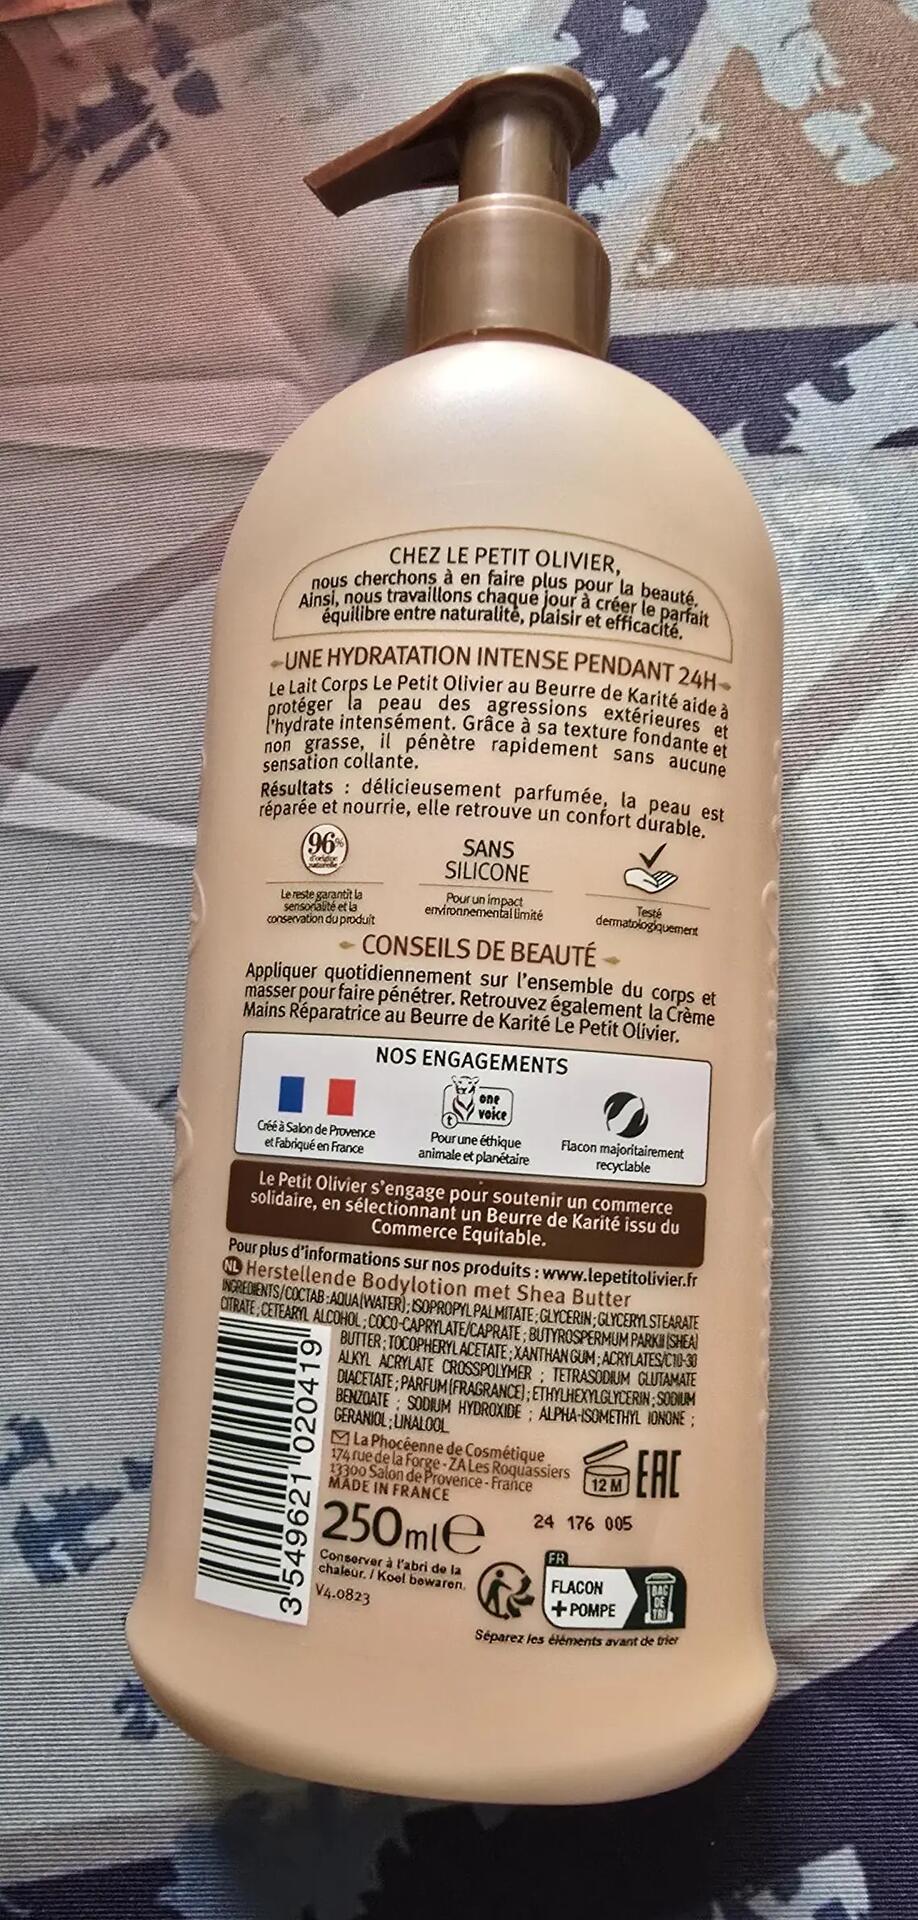 CHEZ LE PETIT OLIVIER,
nous cherchons à en faire plus pour la beauté.
Ainsi, nous travaillons chaque jour à créer le parfait
équilibre entre naturalité, plaisir et efficacité.
UNE HYDRATATION INTENSE PENDANT 24H
Le Lait Corps Le Petit Olivier au Beurre de Karité aide à
protéger la peau des agressions extérieures et
l'hydrate intensément. Grâce à sa texture fondante et
non grasse, il pénètre rapidement sans aucune
sensation collante.
Résultats : délicieusement parfumée, la peau est
réparée et nourrie, elle retrouve un confort durable.
96%
d'origine
naturelle
Le reste garantit la
sensorialité et la
conservation du produit
SANS
SILICONE
Pour un impact
environnemental limité
Testé
dermatologiquement
CONSEILS DE BEAUTÉ
Appliquer quotidiennement sur l'ensemble du corps et
masser pour faire pénétrer. Retrouvez également la Crème
Mains Réparatrice au Beurre de Karité Le Petit Olivier.
NOS ENGAGEMENTS
Créé à Salon de Provence
et Fabriqué en France
one
voice
Pour une éthique
animale et planétaire
Flacon majoritairement
recyclable
Le Petit Olivier s'engage pour soutenir un commerce
solidaire, en sélectionnant un Beurre de Karité issu du
Commerce Equitable.
Pour plus d'informations sur nos produits : www.lepetitolivier.fr
NL Herstellende Bodylotion met Shea Butter
INGREDIENTS/COCTAB : AQUA (WATER) ; ISOPROPYL PALMITATE ; GLYCERIN ; GLYCERYL STEARATE
CITRATE ; CETEARYL ALCOHOL ; COCO-CAPRYLATE/CAPRATE ; BUTYROSPERMUM PARKII (SHEA)
BUTTER ; TOCOPHERYL ACETATE ; XANTHAN GUM ; ACRYLATES/C10-30
ALKYL ACRYLATE CROSSPOLYMER ; TETRASODIUM GLUTAMATE
DIACETATE ; PARFUM (FRAGRANCE) ; ETHYLHEXYLGLYCERIN ; SODIUM
BENZOATE ; SODIUM HYDROXIDE ; ALPHA-ISOMETHYL IONONE ;
GERANIOL ; LINALOOL
3 549621 020419
La Phocéenne de Cosmétique
174 rue de la Forge - ZA Les Roquassiers
13300 Salon de Provence - France
MADE IN FRANCE
12 M
EAC
250ml e
24 176 005
Conserver à l'abri de la
chaleur. / Koel bewaren.
V4.0823
FR
FLACON
+ POMPE
BAC
DE
TRI
Séparez les éléments avant de trier